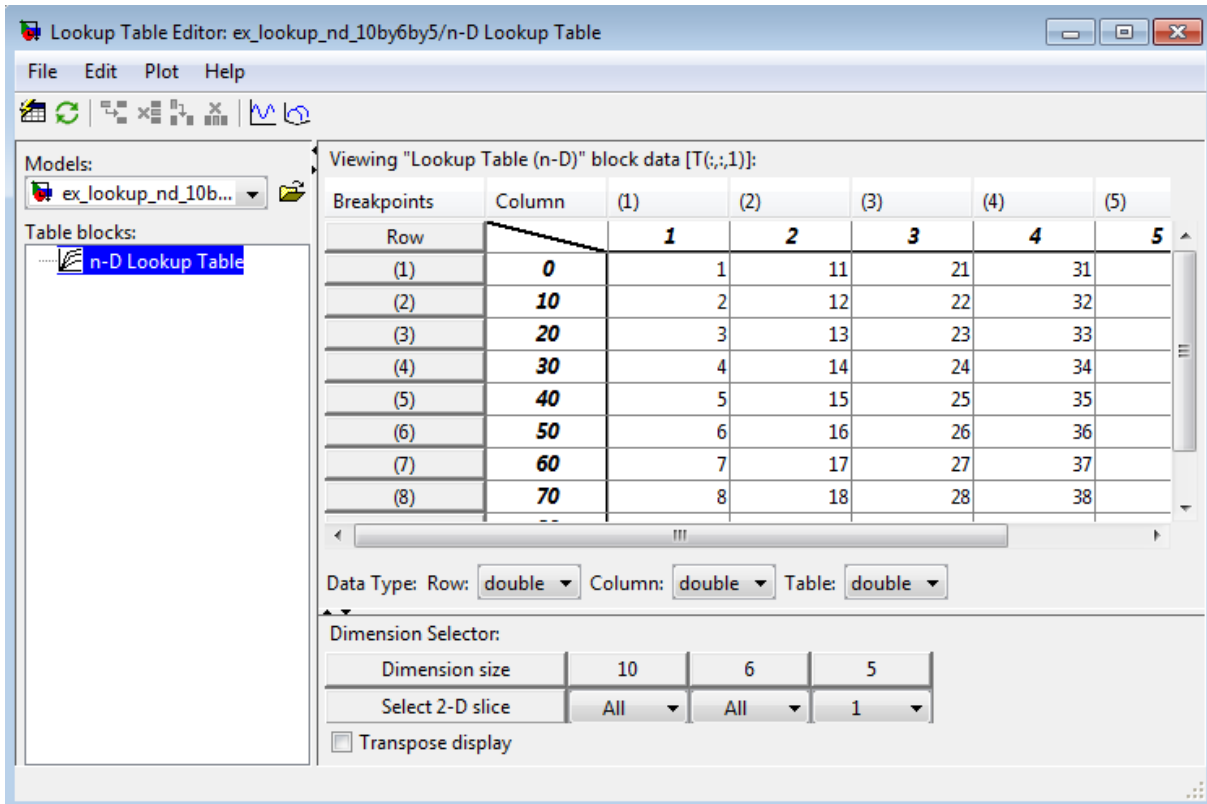 Lookup Table Editor: ex_lookup_nd_10by6by5/n-D Lookup Table
File Edit Plot Help
Models:
ex_lookup_nd_10b...
Table blocks:
n-D Lookup Table
Viewing "Lookup Table (n-D)" block data [T(:,:,1)]:
Breakpoints Column (1) (2) (3) (4) (5)
Row 1 2 3 4 5
(1) 0 1 11 21 31
(2) 10 2 12 22 32
(3) 20 3 13 23 33
(4) 30 4 14 24 34
(5) 40 5 15 25 35
(6) 50 6 16 26 36
(7) 60 7 17 27 37
(8) 70 8 18 28 38
Data Type: Row: double Column: double Table: double
Dimension Selector:
Dimension size 10 6 5
Select 2-D slice All All 1
Transpose display